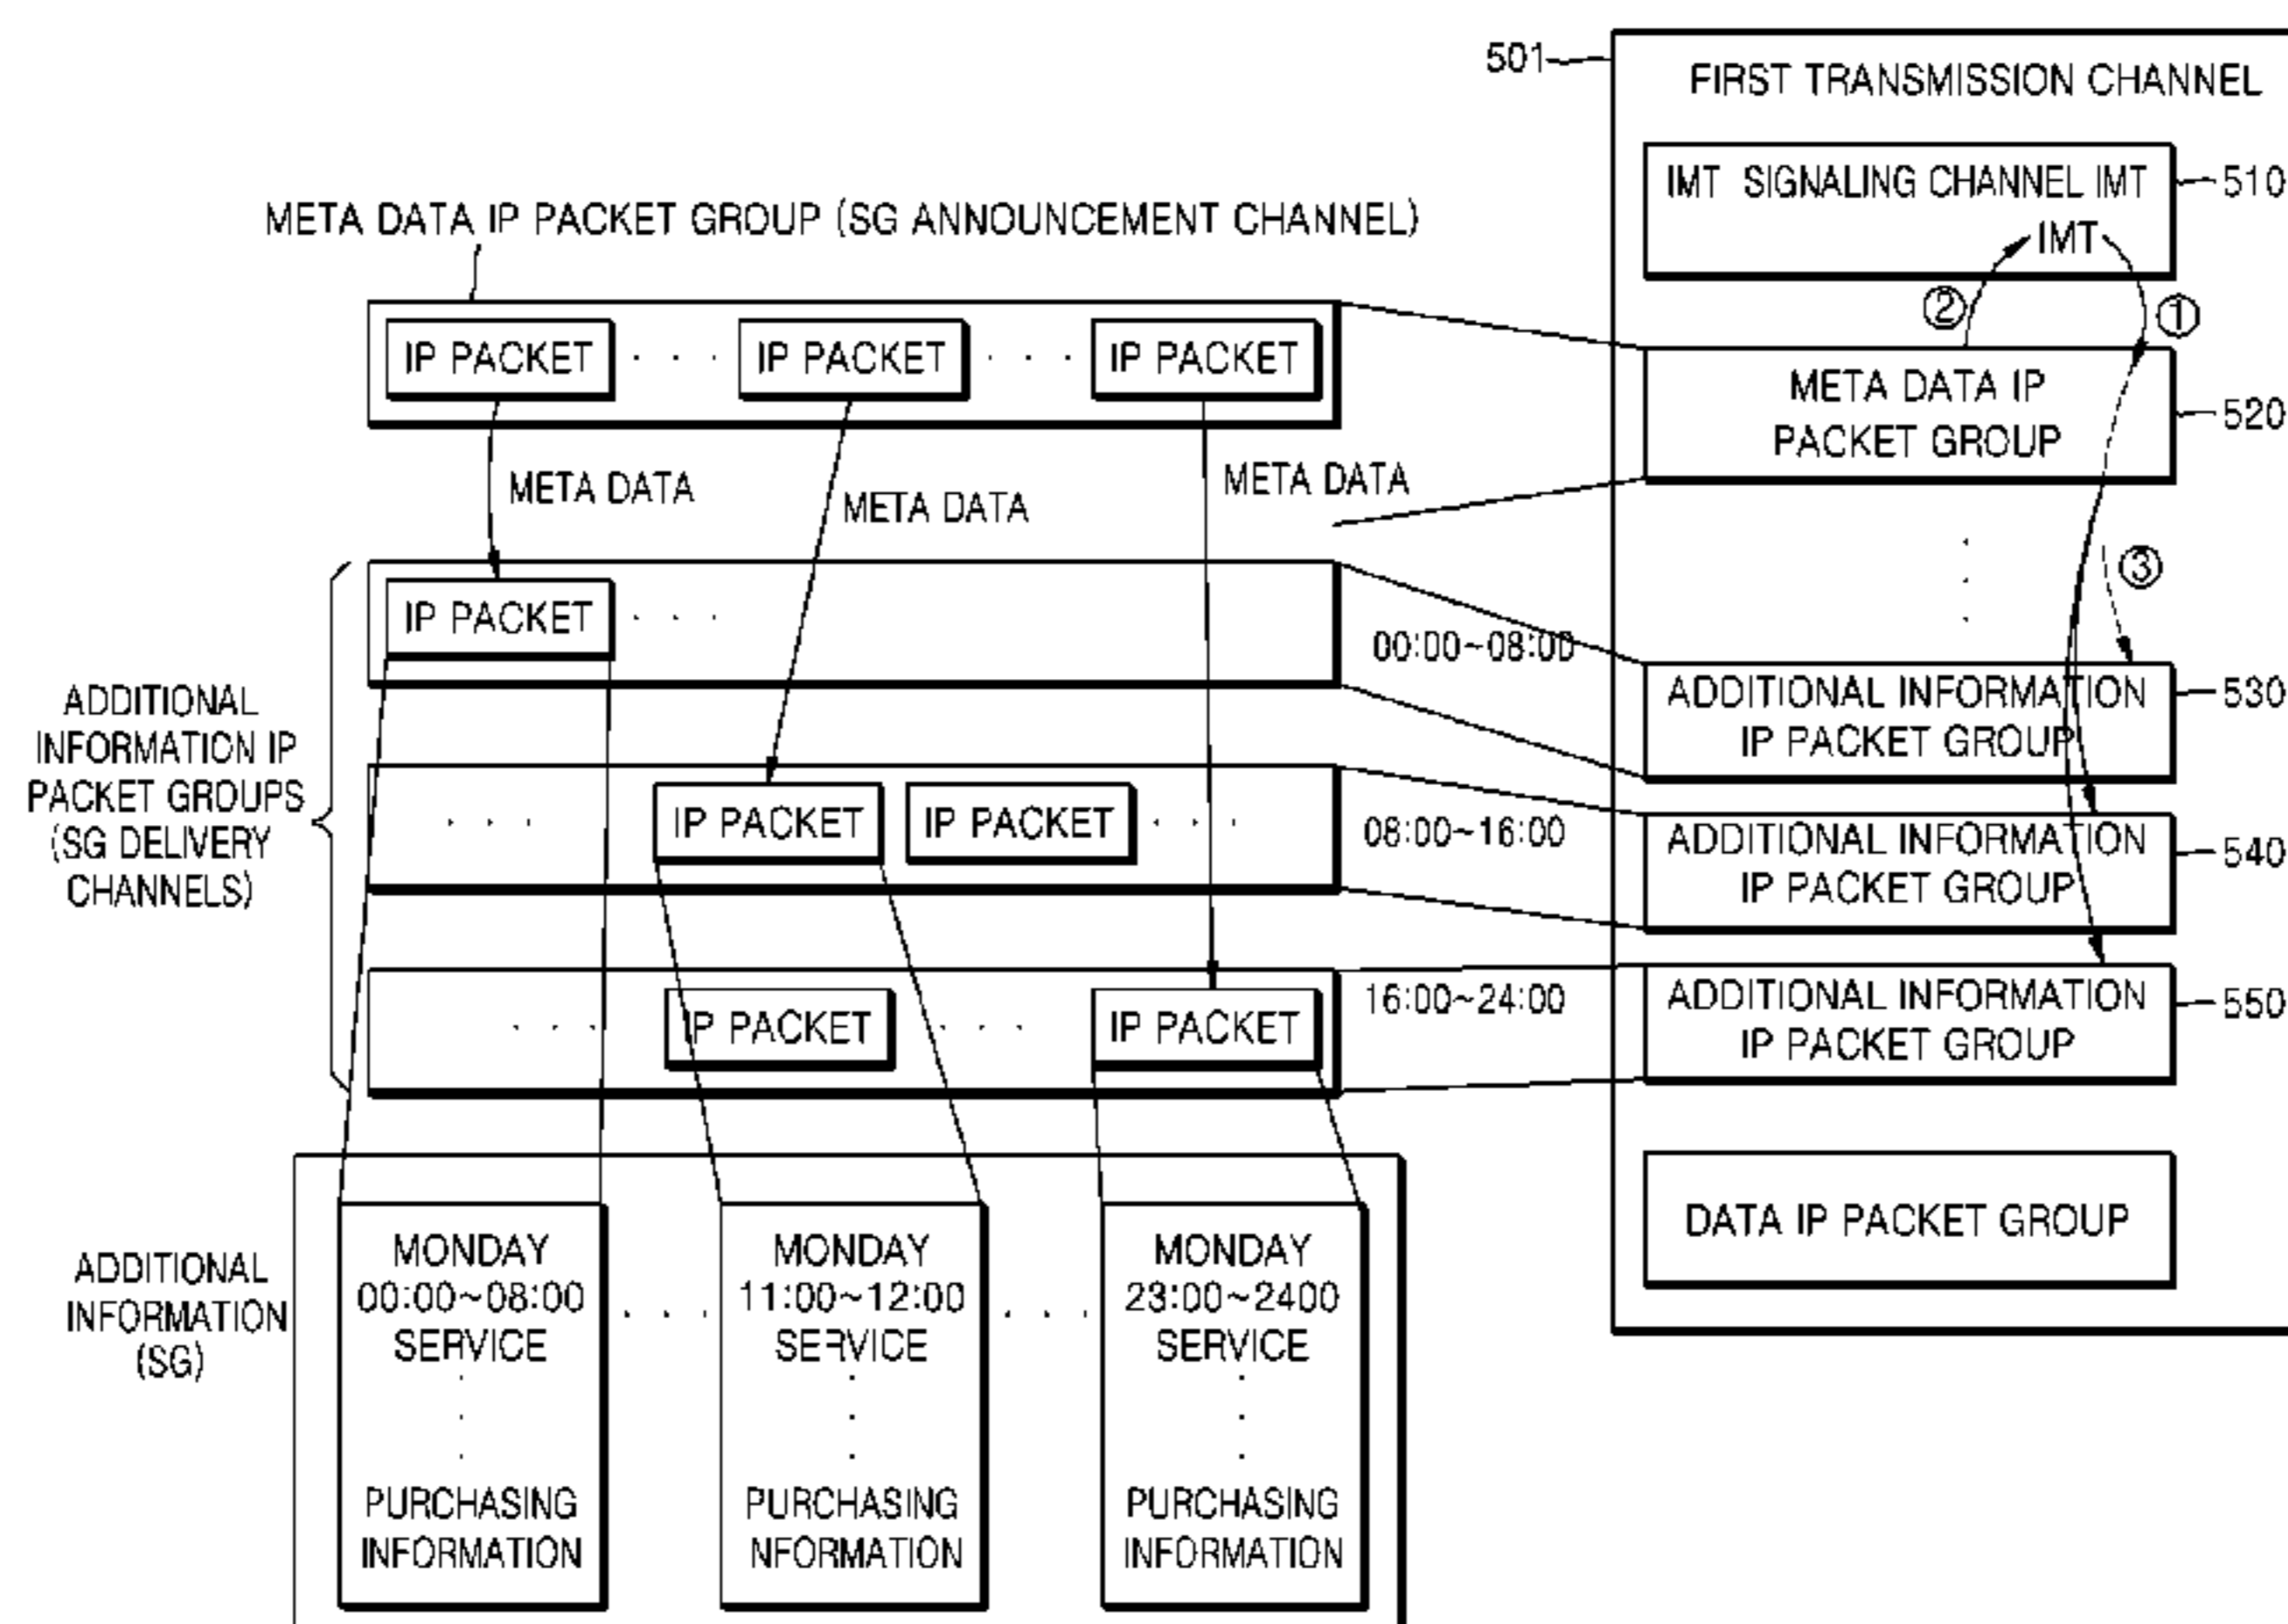 501
FIRST TRANSMISSION CHANNEL
IMT SIGNALING CHANNEL IMT
510
IMT
META DATA IP PACKET GROUP (SG ANNOUNCEMENT CHANNEL)
②
①
IP PACKET
. . .
IP PACKET
. . .
IP PACKET
META DATA IP
PACKET GROUP
520
META DATA
META DATA
META DATA
③
IP PACKET
. . .
00:00~08:00
ADDITIONAL INFORMATION
IP PACKET GROUP
530
ADDITIONAL
INFORMATION IP
PACKET GROUPS
(SG DELIVERY
CHANNELS)
. . .
IP PACKET
IP PACKET
. . .
08:00~16:00
ADDITIONAL INFORMATION
IP PACKET GROUP
540
. . .
IP PACKET
. . .
IP PACKET
16:00~24:00
ADDITIONAL INFORMATION
IP PACKET GROUP
550
DATA IP PACKET GROUP
ADDITIONAL
INFORMATION
(SG)
MONDAY
00:00~08:00
SERVICE
PURCHASING
INFORMATION
. . .
MONDAY
11:00~12:00
SERVICE
PURCHASING
NFORMATION
. . .
MONDAY
23:00~2400
SERVICE
PURCHASING
INFORMATION